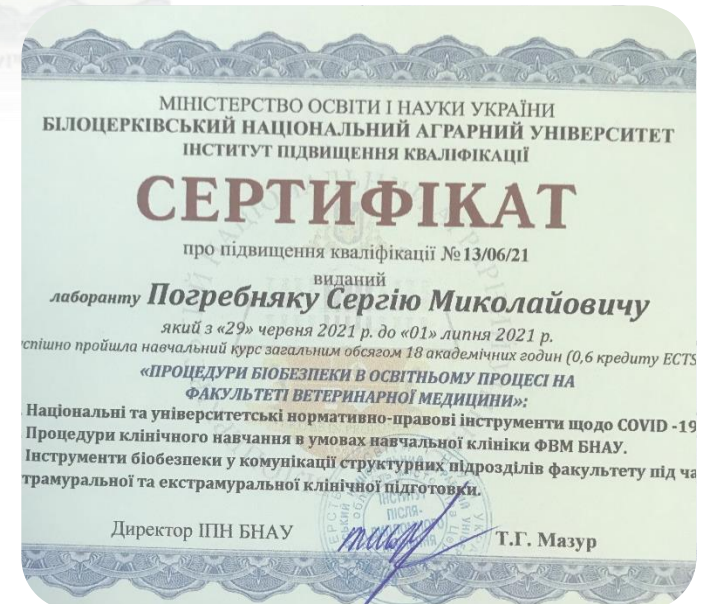 МІНІСТЕРСТВО ОСВІТИ І НАУКИ УКРАЇНИ
БІЛОЦЕРКІВСЬКИЙ НАЦІОНАЛЬНИЙ АГРАРНИЙ УНІВЕРСИТЕТ
ІНСТИТУТ ПІДВИЩЕННЯ КВАЛІФІКАЦІЇ
СЕРТИФІКАТ
про підвищення кваліфікації №13/06/21
виданий
лаборанту Погребняку Сергію Миколайовичу
який з «29» червня 2021 р. до «01» липня 2021 р.
спішно пройшла навчальний курс загальним обсягом 18 академічних годин (0,6 кредиту ECTS
«ПРОЦЕДУРИ БІОБЕЗПЕКИ В ОСВІТНЬОМУ ПРОЦЕСІ НА
ФАКУЛЬТЕТІ ВЕТЕРИНАРНОЇ МЕДИЦИНИ»:
Національні та університетські нормативно-правові інструменти щодо COVID -19
Процедури клінічного навчання в умовах навчальної клініки ФВМ БНАУ.
Інструменти біобезпеки у комунікації структурних підрозділів факультету під ча
трамуральної та екстрамуральної клінічної підготовки.
Директор ІПН БНАУ
Т.Г. Мазур